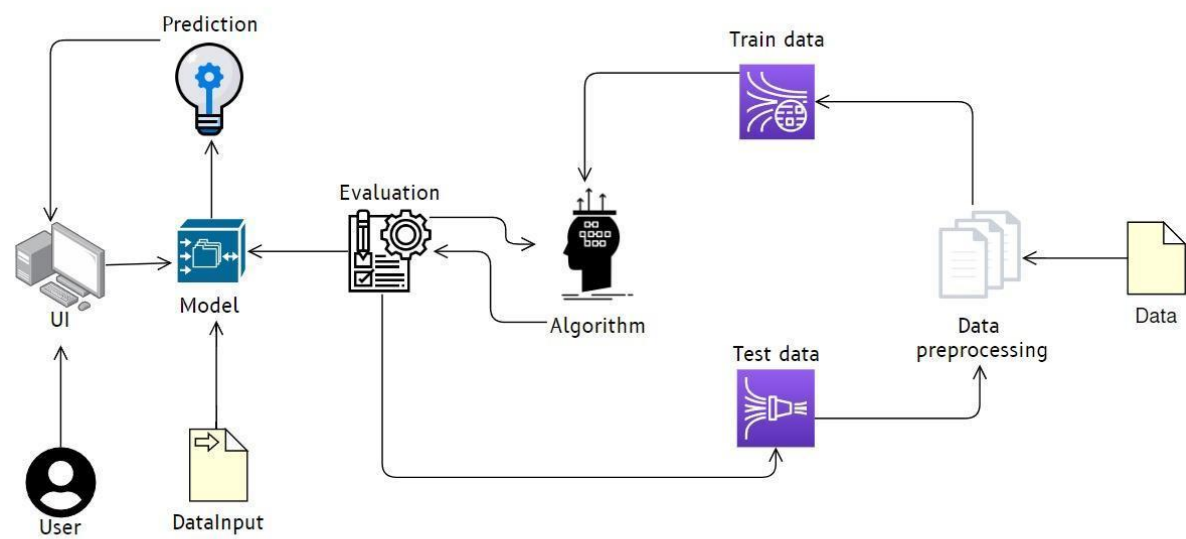 Prediction
Train data
Evaluation
UI
Model
Algorithm
Data
preprocessing
Data
Test data
User
DataInput